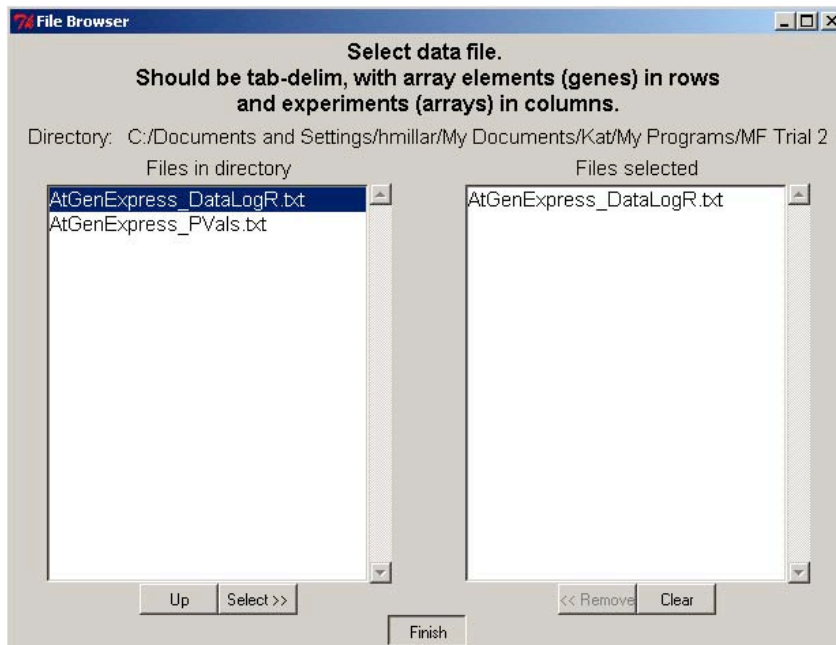 File Browser
Select data file.
Should be tab-delim, with array elements (genes) in rows
and experiments (arrays) in columns.
Directory: C:/Documents and Settings/hmillar/My Documents/Kat/My Programs/MF Trial 2
Files in directory
Files selected
AtGenExpress_DataLogR.txt
AtGenExpress_PVals.txt
AtGenExpress_DataLogR.txt
Up
Select >>
<< Remove
Clear
Finish